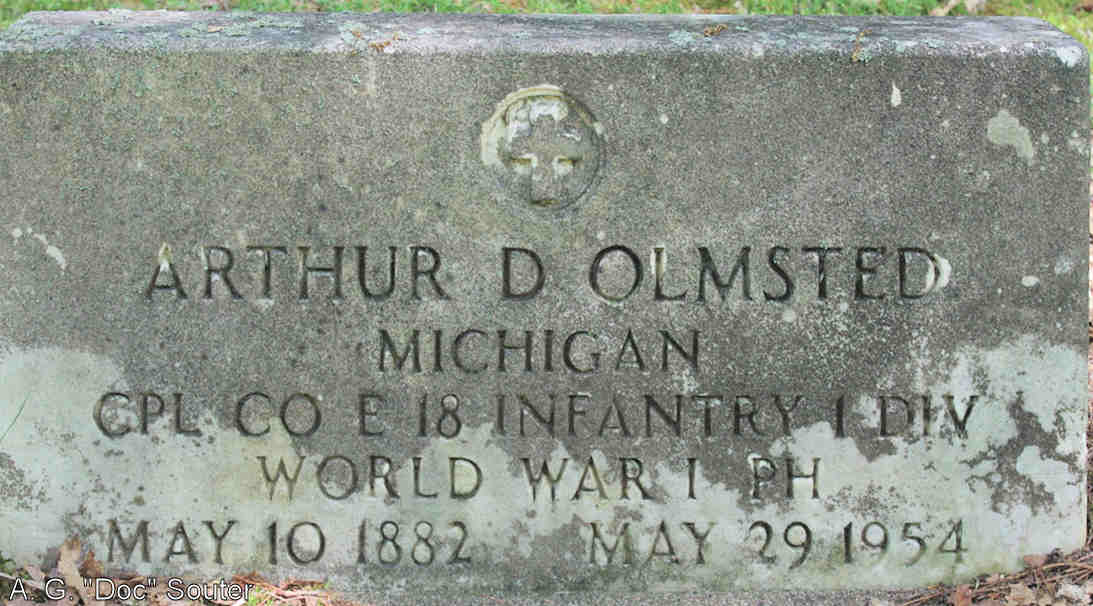 ARTHUR D OLMSTED
MICHIGAN
CPL CO E 18 INFANTRY 1 DIV
WORLD WAR I PH
MAY 10 1882 MAY 29 1954
A. G. "Doc" Souter